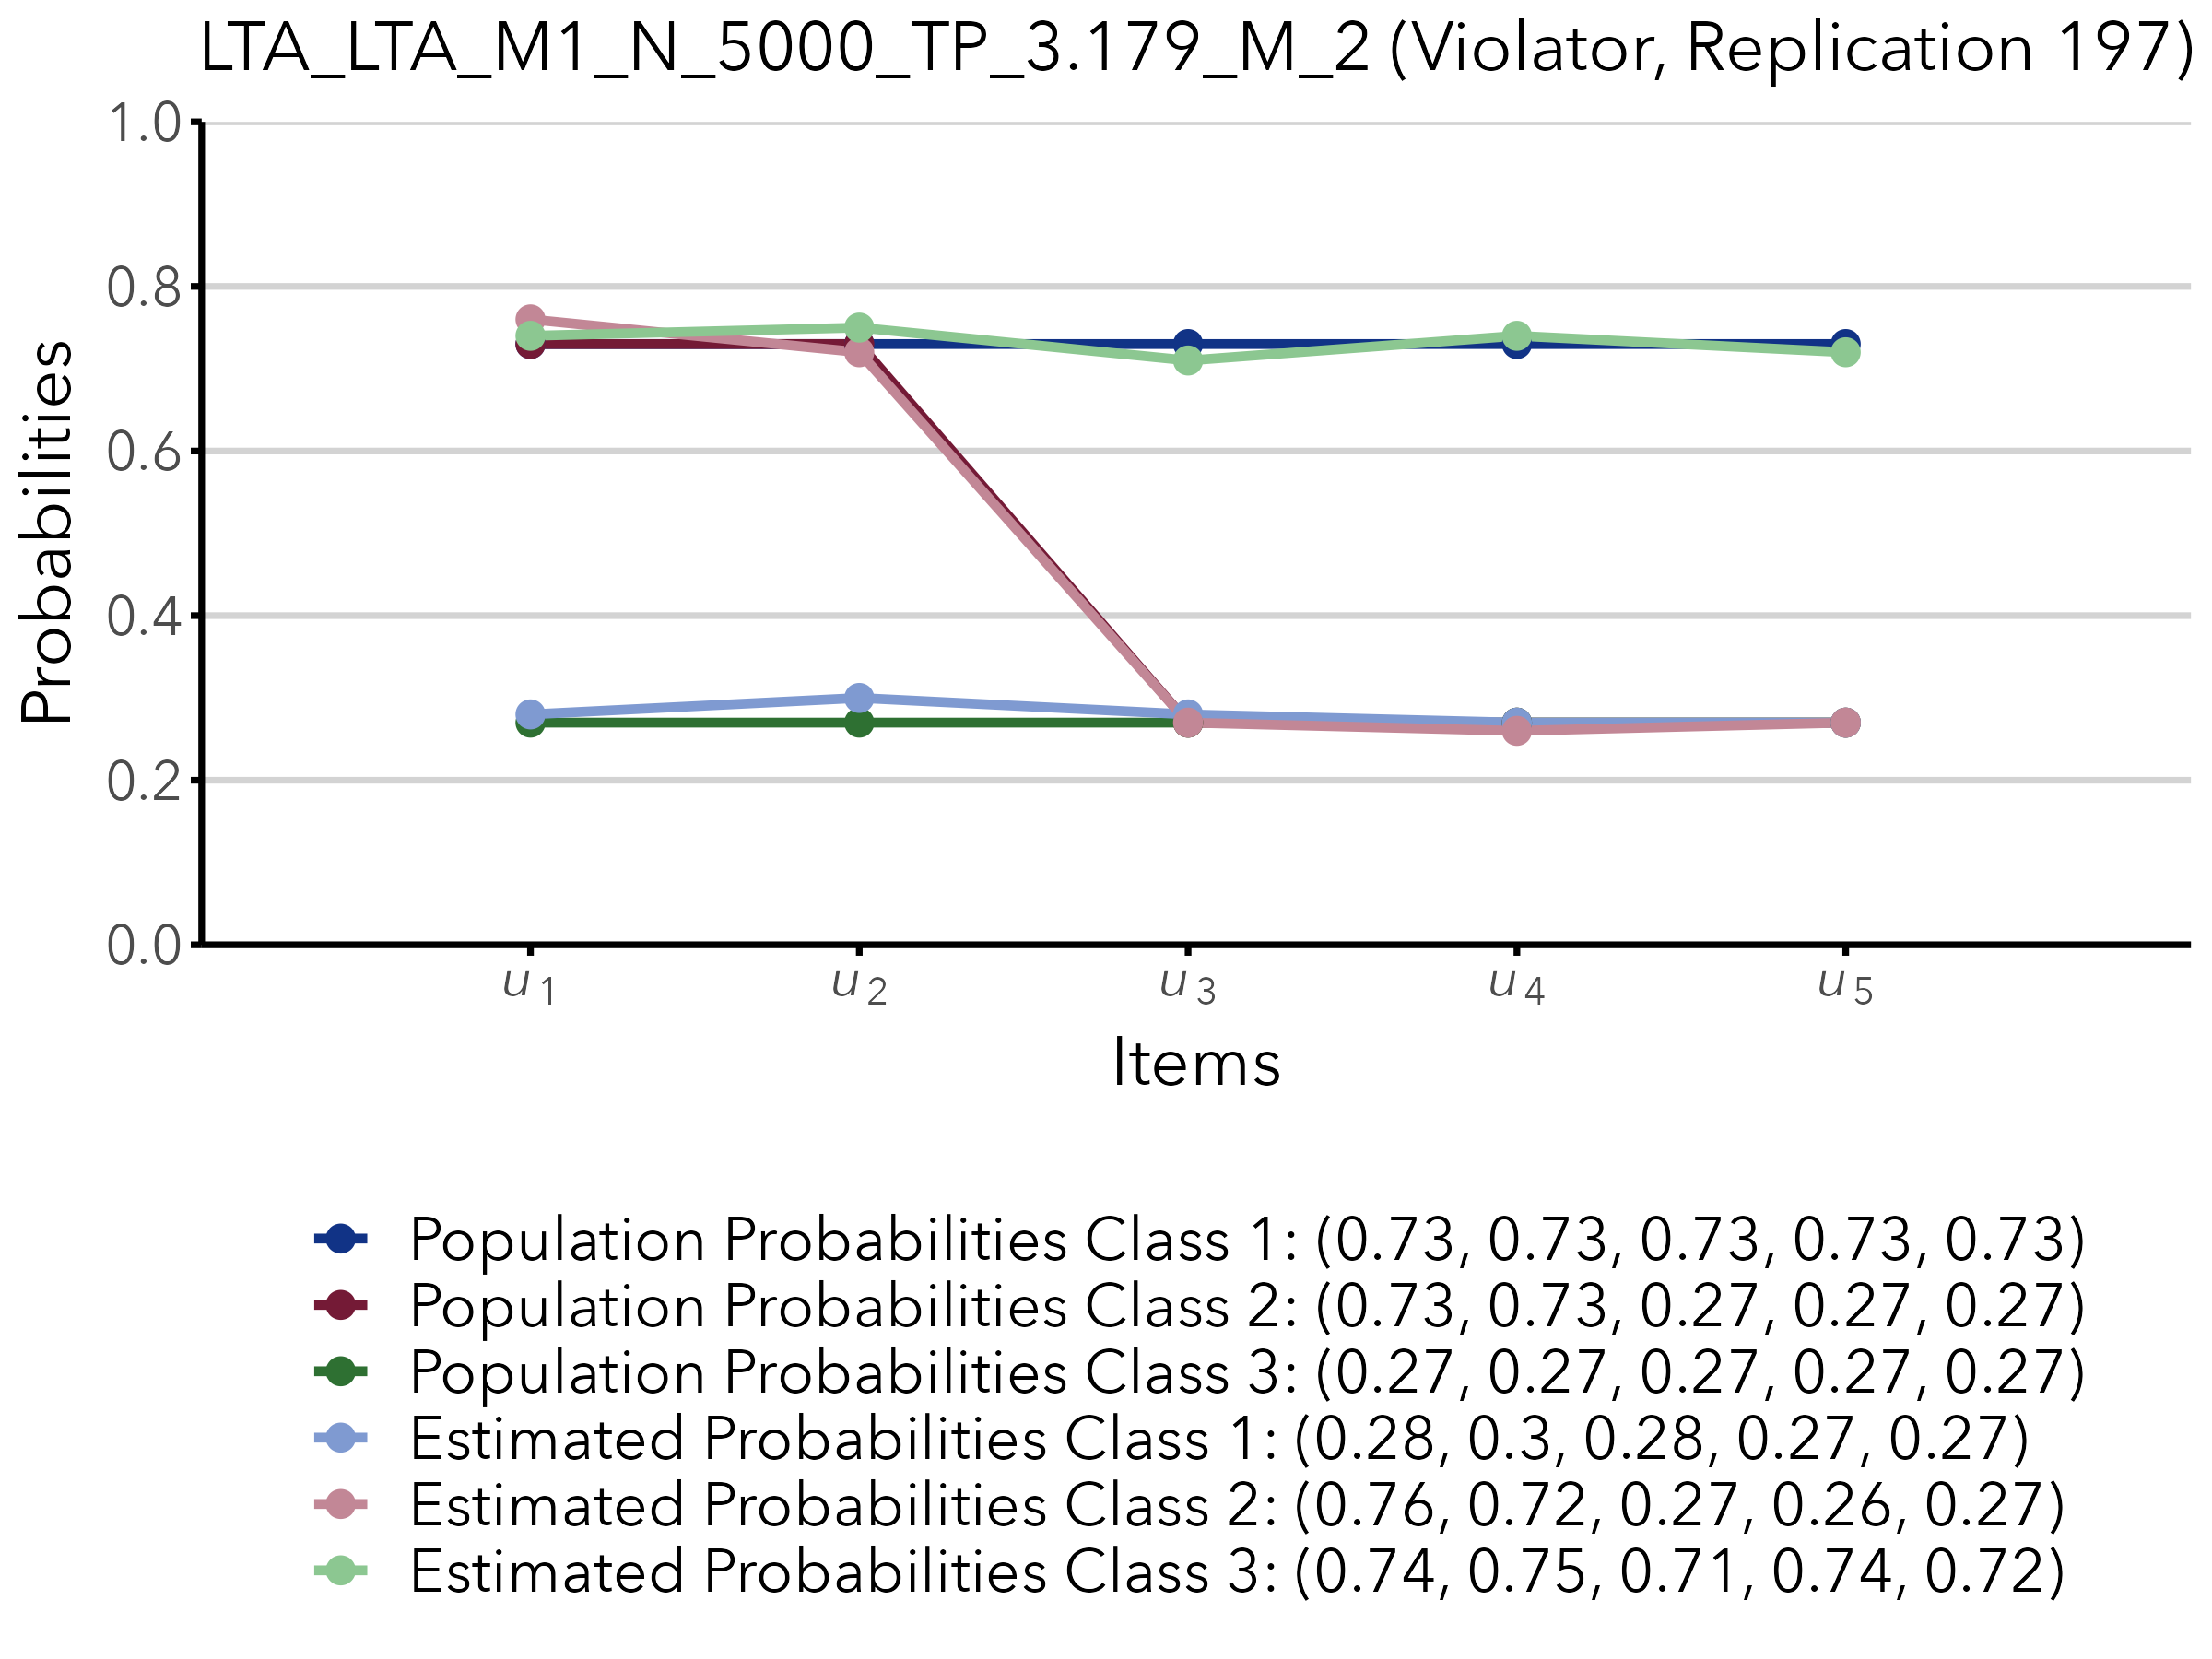 LTA_LTA_M1_N_5000_TP_3.179_M_2 (Violator, Replication 197)
1.0
0.8
0.6
0.4
0.2
0.0
Probabilities
u1 u2 u3 u4 u5
Items
Population Probabilities Class 1: (0.73, 0.73, 0.73, 0.73, 0.73)
Population Probabilities Class 2: (0.73, 0.73, 0.27, 0.27, 0.27)
Population Probabilities Class 3: (0.27, 0.27, 0.27, 0.27, 0.27)
Estimated Probabilities Class 1: (0.28, 0.3, 0.28, 0.27, 0.27)
Estimated Probabilities Class 2: (0.76, 0.72, 0.27, 0.26, 0.27)
Estimated Probabilities Class 3: (0.74, 0.75, 0.71, 0.74, 0.72)